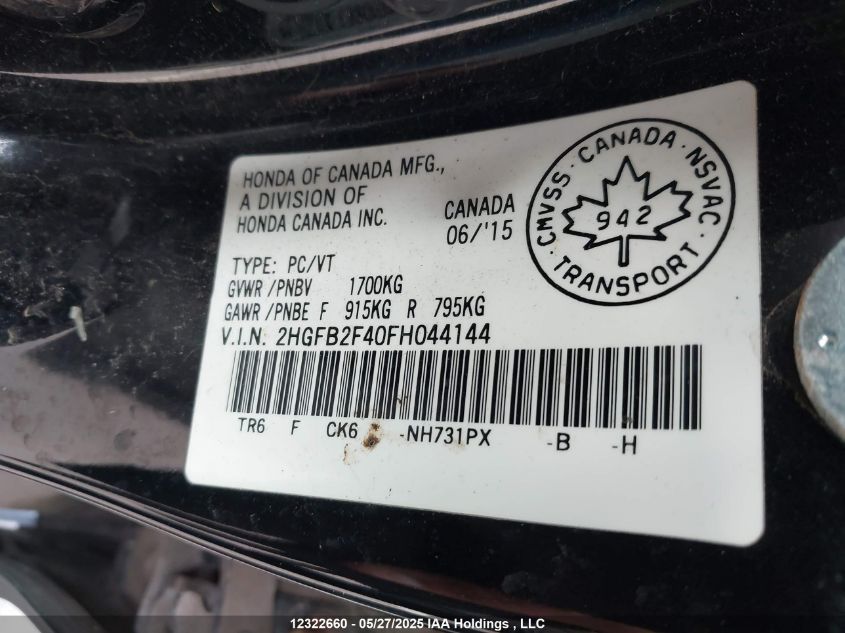 HONDA OF CANADA MFG.,
A DIVISION OF
HONDA CANADA INC.
CANADA
06/'15
CMVSS · CANADA · NSVAC ·
942
TRANSPORT
TYPE: PC/VT
GVWR /PNBV 1700KG
GAWR /PNBE F 915KG R 795KG
V.I.N. 2HGFB2F40FH044144
TR6 F CK6 -NH731PX -B -H
12322660 - 05/27/2025 IAA Holdings , LLC